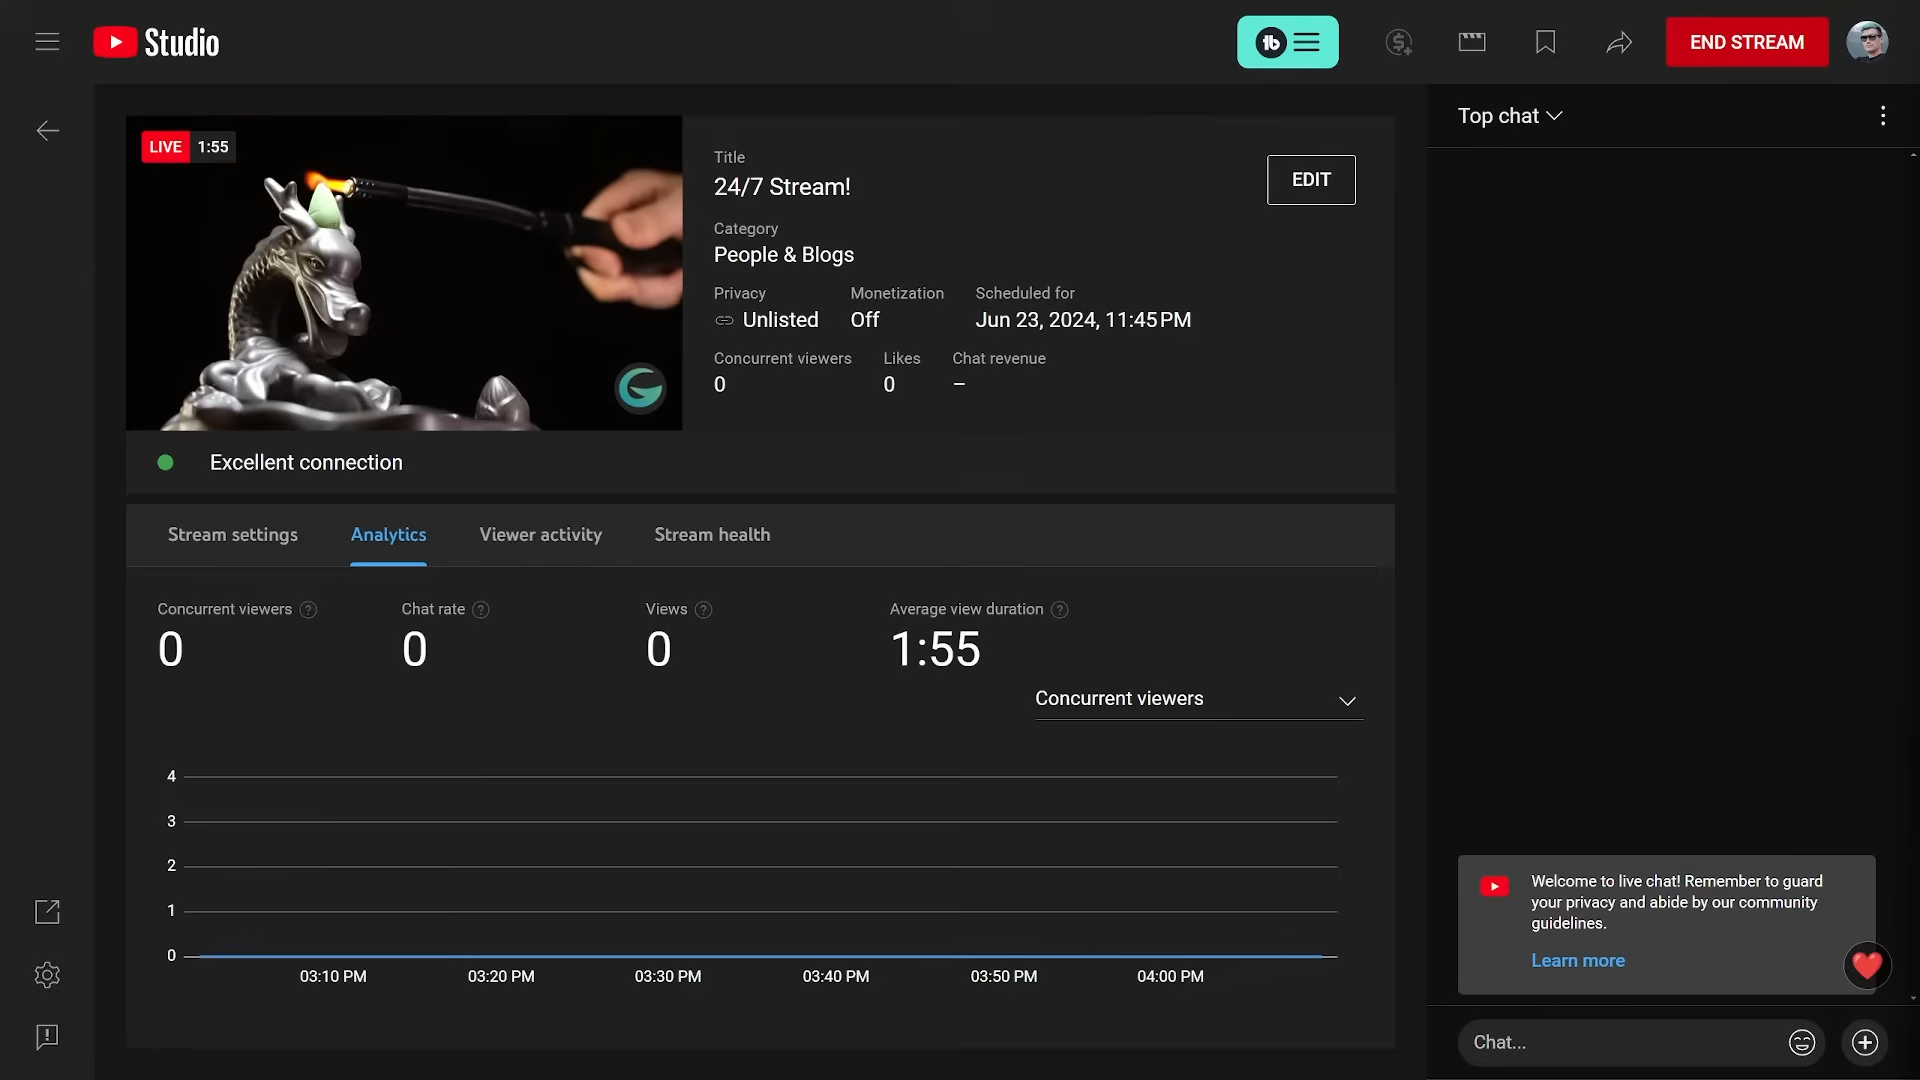 Studio
tb
END STREAM
LIVE 1:55
Title
24/7 Stream!
EDIT
Category
People & Blogs
Privacy Monetization Scheduled for
Unlisted Off Jun 23, 2024, 11:45 PM
Concurrent viewers Likes Chat revenue
0 0 –
Excellent connection
Stream settings Analytics Viewer activity Stream health
Concurrent viewers ? Chat rate ? Views ? Average view duration ?
0 0 0 1:55
Concurrent viewers
4
3
2
1
0
03:10 PM 03:20 PM 03:30 PM 03:40 PM 03:50 PM 04:00 PM
Top chat
Welcome to live chat! Remember to guard
your privacy and abide by our community
guidelines.
Learn more
Chat...